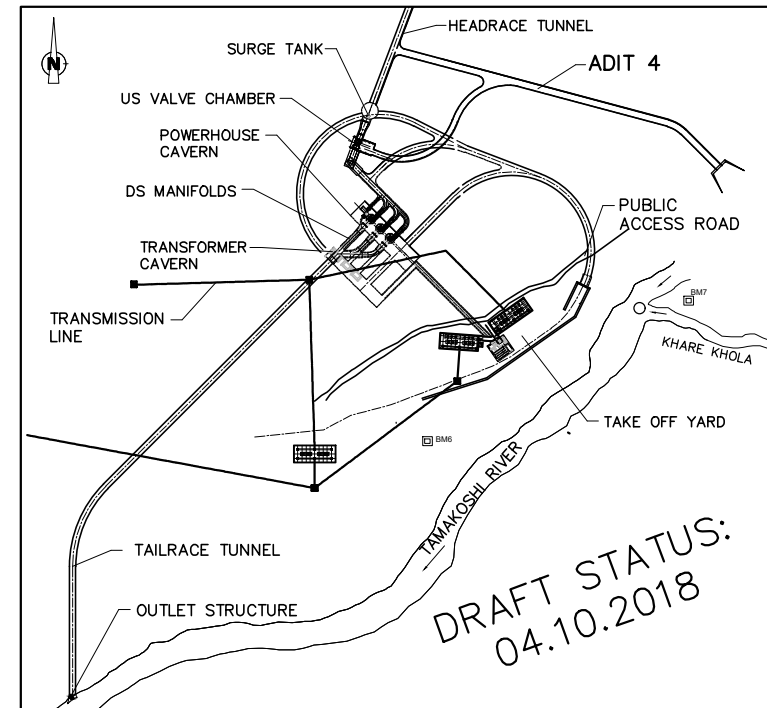 HEADRACE TUNNEL
SURGE TANK
ADIT 4
N
US VALVE CHAMBER
POWERHOUSE
CAVERN
DS MANIFOLDS
PUBLIC
ACCESS ROAD
TRANSFORMER
CAVERN
BM7
TRANSMISSION
LINE
KHARE KHOLA
TAKE OFF YARD
BM6
TAMAKOSHI RIVER
TAILRACE TUNNEL
DRAFT STATUS:
04.10.2018
OUTLET STRUCTURE